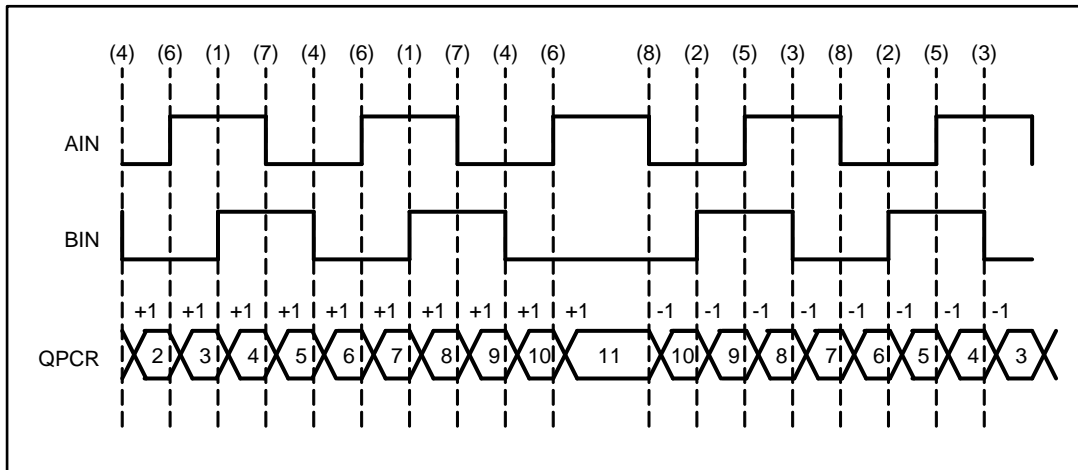 (4) (6) (1) (7) (4) (6) (1) (7) (4) (6) (8) (2) (5) (3) (8) (2) (5) (3)
AIN
BIN
+1 +1 +1 +1 +1 +1 +1 +1 +1 +1 -1 -1 -1 -1 -1 -1 -1 -1
QPCR 2 3 4 5 6 7 8 9 10 11 10 9 8 7 6 5 4 3